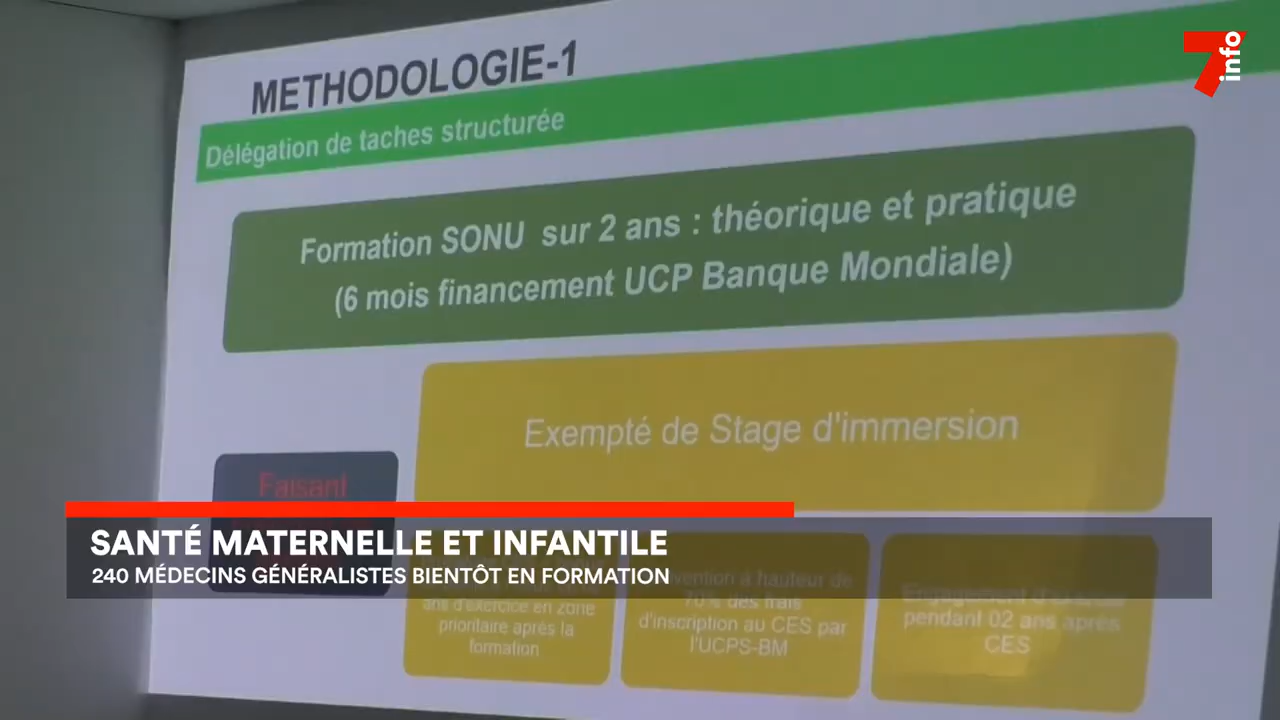 7 info
METHODOLOGIE-1
Délégation de taches structurée
Formation SONU sur 2 ans : théorique et pratique
(6 mois financement UCP Banque Mondiale)
Exempté de Stage d'immersion
Faisant
SANTÉ MATERNELLE ET INFANTILE
240 MÉDECINS GÉNÉRALISTES BIENTÔT EN FORMATION
ans d'exercice en zone
prioritaire après la
formation
à hauteur de
70% des frais
d'inscription au CES par
l'UCPS-BM
Engagement
pendant 02 ans après
CES